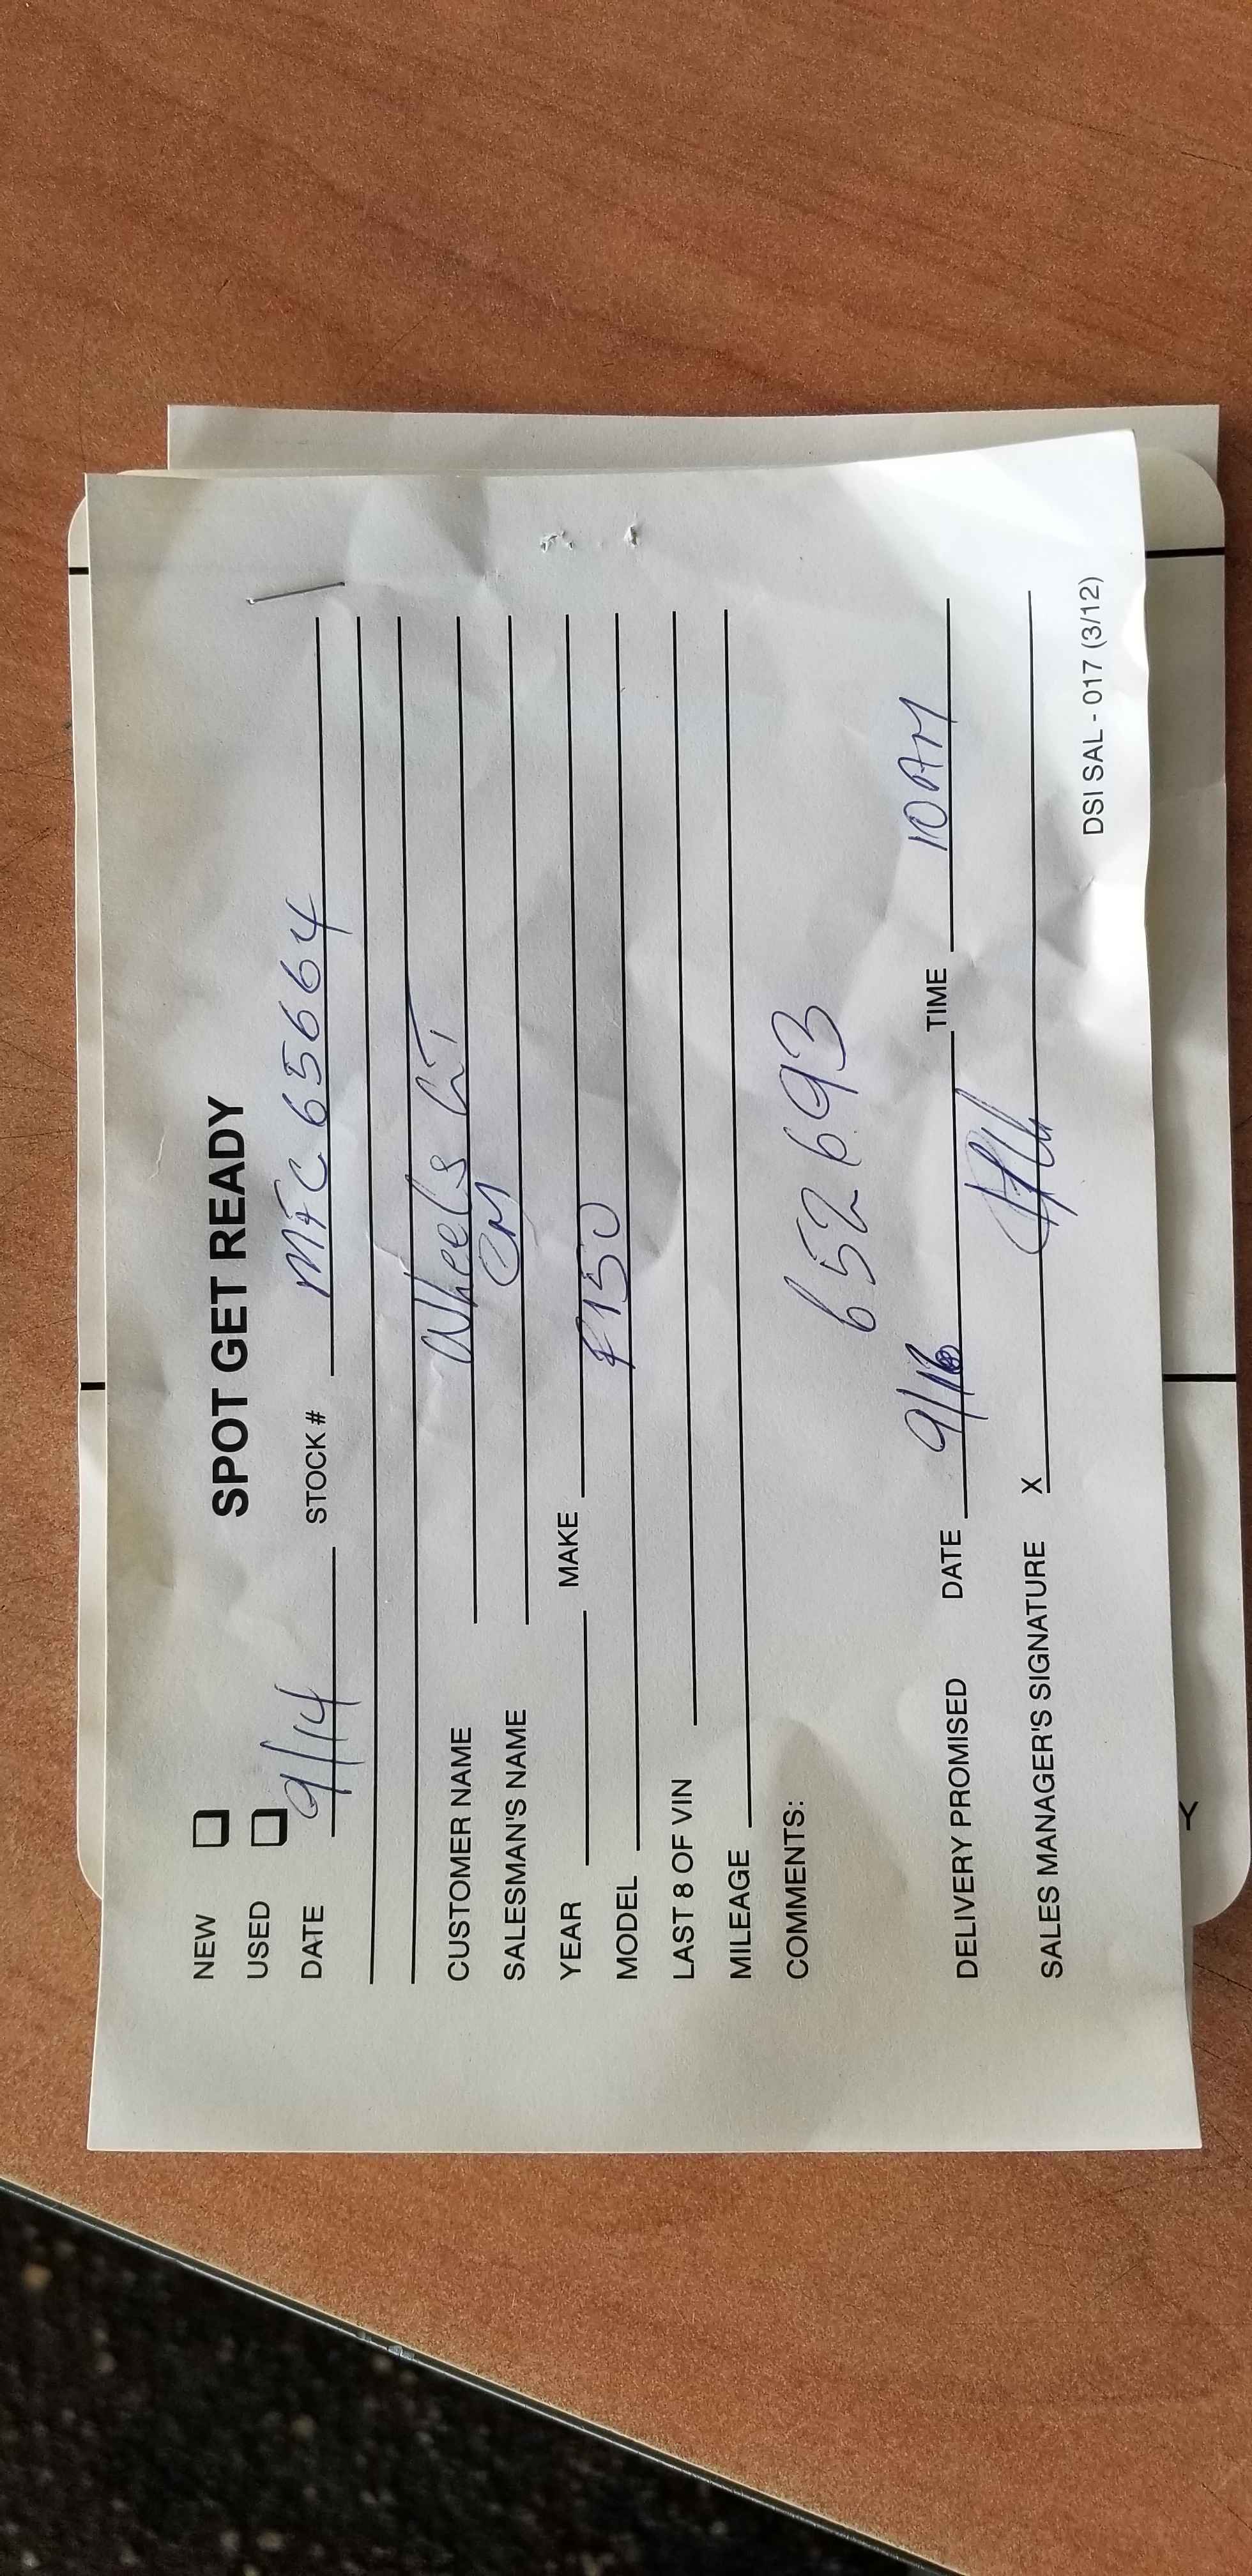 SPOT GET READY
NEW
USED
DATE 9/14 STOCK # MFC65664
CUSTOMER NAME Wheels LT
SALESMAN'S NAME CM
YEAR MAKE
MODEL F150
LAST 8 OF VIN
MILEAGE
COMMENTS: 652693
DELIVERY PROMISED DATE 9/16 TIME 10AM
SALES MANAGER'S SIGNATURE X
DSI SAL - 017 (3/12)
Y